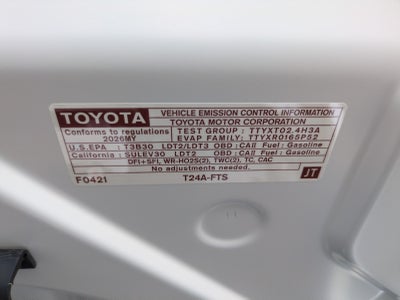 TOYOTA
VEHICLE EMISSION CONTROL INFORMATION
TOYOTA MOTOR CORPORATION
Conforms to regulations
2026MY
TEST GROUP : TTYXT02.4H3A
EVAP FAMILY: TTYXR0165P52
U.S.EPA : T3B30 LDT2/LDT3 OBD:CAⅡ Fuel: Gasoline
California : SULEV30 LDT2 OBD:CAⅡ Fuel: Gasoline
DFI+SFI, WR-HO2S(2), TWC(2), TC, CAC
No adjustments needed.
F0421
T24A-FTS
JT